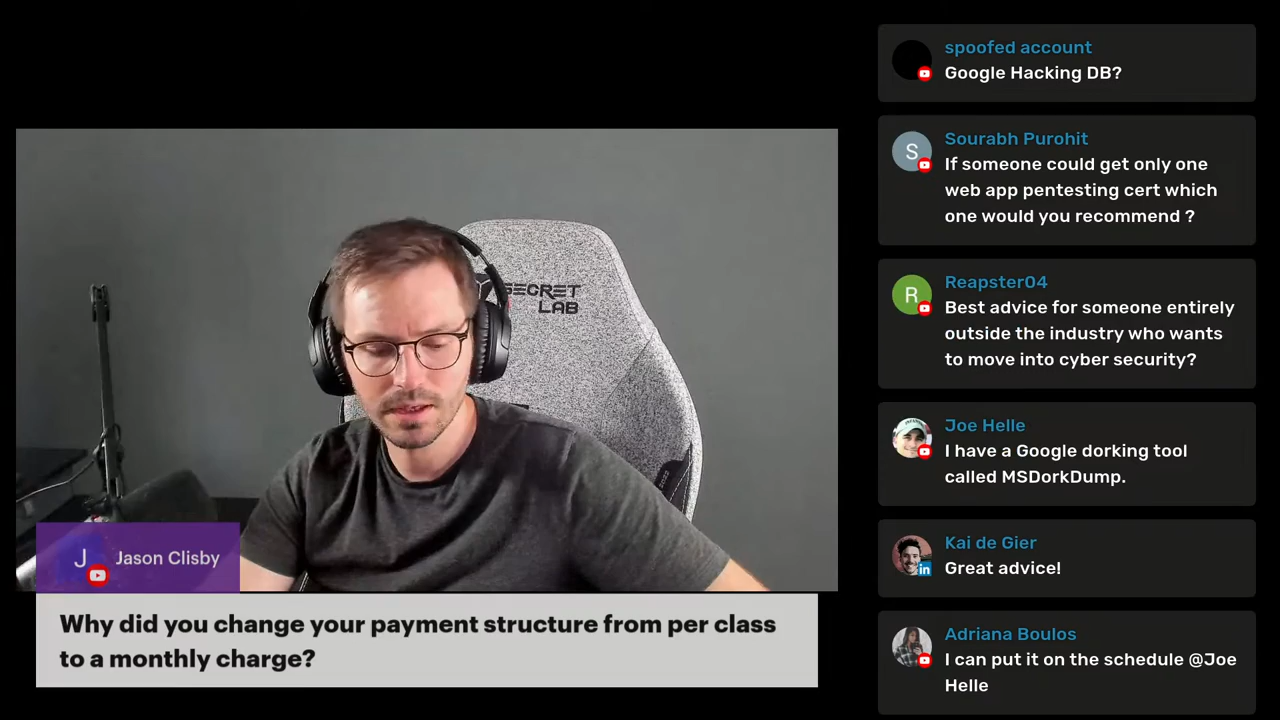 SECRET
LAB
J
Jason Clisby
Why did you change your payment structure from per class
to a monthly charge?
spoofed account
Google Hacking DB?
S
Sourabh Purohit
If someone could get only one
web app pentesting cert which
one would you recommend ?
R
Reapster04
Best advice for someone entirely
outside the industry who wants
to move into cyber security?
Joe Helle
I have a Google dorking tool
called MSDorkDump.
in
Kai de Gier
Great advice!
Adriana Boulos
I can put it on the schedule @Joe
Helle